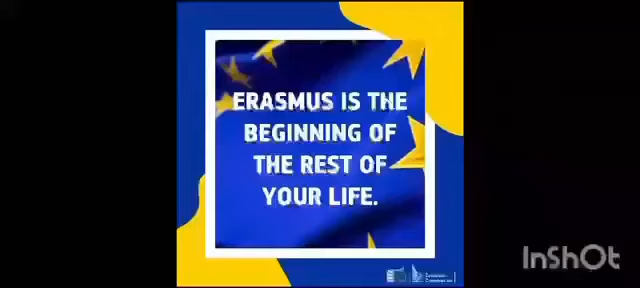 ERASMUS IS THE
BEGINNING OF
THE REST OF
YOUR LIFE.
InShOt